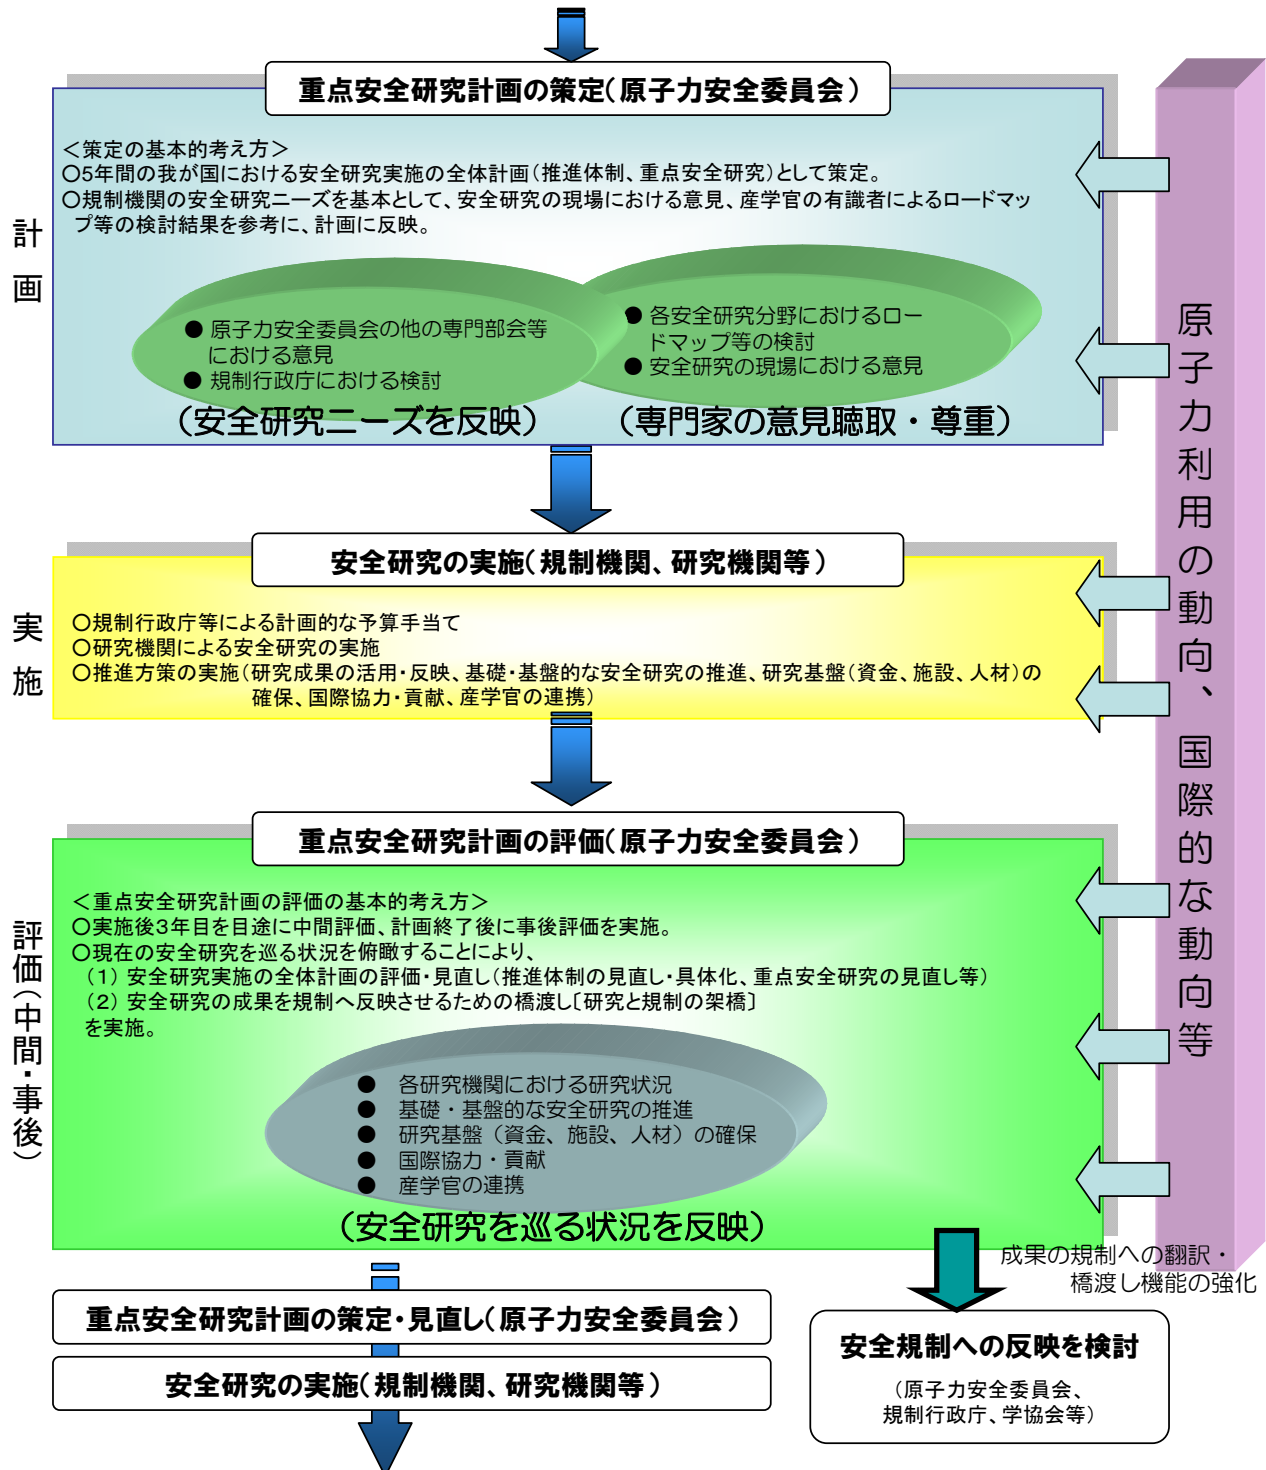 重点安全研究計画の策定(原子力安全委員会)
計画
＜策定の基本的考え方＞
○5年間の我が国における安全研究実施の全体計画(推進体制、重点安全研究)として策定。
○規制機関の安全研究ニーズを基本として、安全研究の現場における意見、産学官の有識者によるロードマッ
プ等の検討結果を参考に、計画に反映。
● 原子力安全委員会の他の専門部会等
における意見
● 規制行政庁における検討
(安全研究ニーズを反映)
● 各安全研究分野におけるロー
ドマップ等の検討
● 安全研究の現場における意見
(専門家の意見聴取・尊重)
原子力利用の動向、国際的な動向等
安全研究の実施(規制機関、研究機関等)
実施
○規制行政庁等による計画的な予算手当て
○研究機関による安全研究の実施
○推進方策の実施(研究成果の活用・反映、基礎・基盤的な安全研究の推進、研究基盤(資金、施設、人材)の
確保、国際協力・貢献、産学官の連携)
重点安全研究計画の評価(原子力安全委員会)
評価(中間・事後)
＜重点安全研究計画の評価の基本的考え方＞
○実施後3年目を目途に中間評価、計画終了後に事後評価を実施。
○現在の安全研究を巡る状況を俯瞰することにより、
(1) 安全研究実施の全体計画の評価・見直し(推進体制の見直し・具体化、重点安全研究の見直し等)
(2) 安全研究の成果を規制へ反映させるための橋渡し〔研究と規制の架橋〕
を実施。
● 各研究機関における研究状況
● 基礎・基盤的な安全研究の推進
● 研究基盤（資金、施設、人材）の確保
● 国際協力・貢献
● 産学官の連携
(安全研究を巡る状況を反映)
成果の規制への翻訳・
橋渡し機能の強化
重点安全研究計画の策定・見直し(原子力安全委員会)
安全研究の実施(規制機関、研究機関等)
安全規制への反映を検討
(原子力安全委員会、
規制行政庁、学協会等)